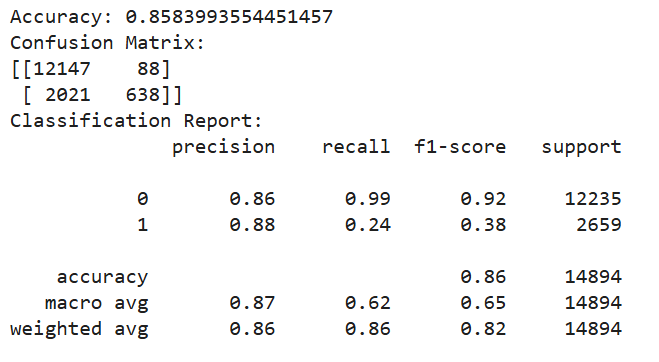 Accuracy: 0.8583993554451457
Confusion Matrix:
[[12147    88]
 [ 2021   638]]
Classification Report:
              precision    recall  f1-score   support

           0       0.86      0.99      0.92     12235
           1       0.88      0.24      0.38      2659

    accuracy                           0.86     14894
   macro avg       0.87      0.62      0.65     14894
weighted avg       0.86      0.86      0.82     14894